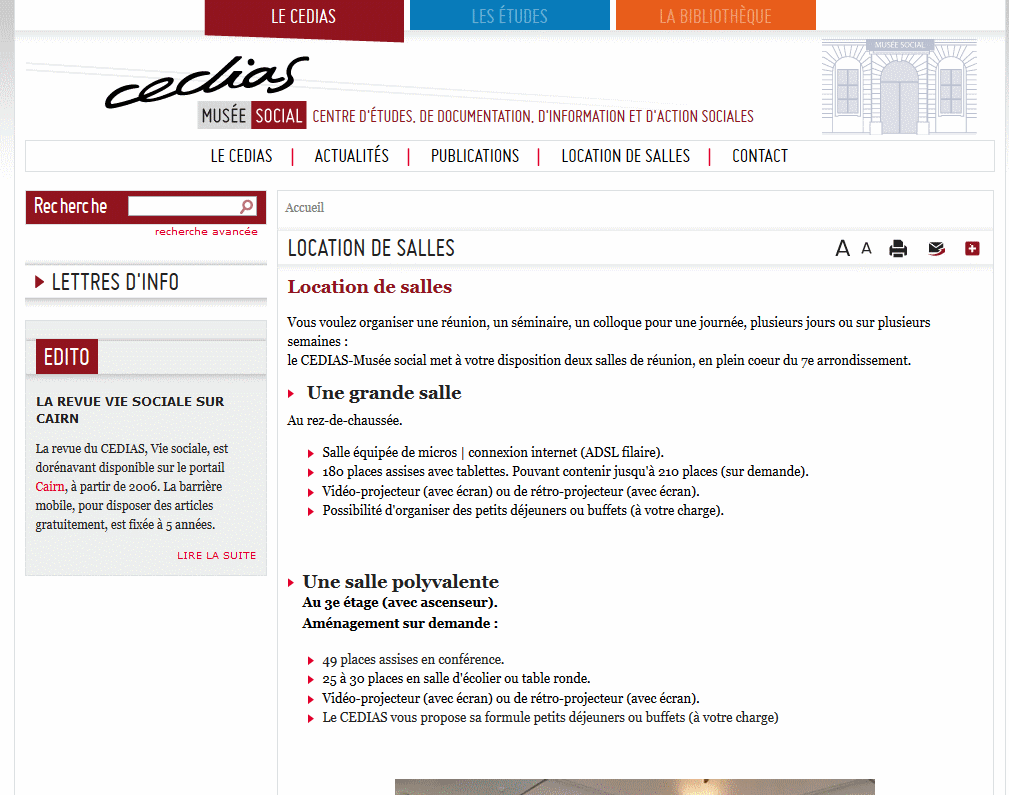 LE CEDIAS
LES ÉTUDES
LA BIBLIOTHÈQUE
MUSÉE SOCIAL
cedias
MUSÉE SOCIAL CENTRE D'ÉTUDES, DE DOCUMENTATION, D'INFORMATION ET D'ACTION SOCIALES
LE CEDIAS | ACTUALITÉS | PUBLICATIONS | LOCATION DE SALLES | CONTACT
Recherche
recherche avancée
LETTRES D'INFO
EDITO
LA REVUE VIE SOCIALE SUR
CAIRN
La revue du CEDIAS, Vie sociale, est
dorénavant disponible sur le portail
Cairn, à partir de 2006. La barrière
mobile, pour disposer des articles
gratuitement, est fixée à 5 années.
LIRE LA SUITE
Accueil
LOCATION DE SALLES
A A
Location de salles
Vous voulez organiser une réunion, un séminaire, un colloque pour une journée, plusieurs jours ou sur plusieurs
semaines :
le CEDIAS-Musée social met à votre disposition deux salles de réunion, en plein coeur du 7e arrondissement.
Une grande salle
Au rez-de-chaussée.
Salle équipée de micros | connexion internet (ADSL filaire).
180 places assises avec tablettes. Pouvant contenir jusqu'à 210 places (sur demande).
Vidéo-projecteur (avec écran) ou de rétro-projecteur (avec écran).
Possibilité d'organiser des petits déjeuners ou buffets (à votre charge).
Une salle polyvalente
Au 3e étage (avec ascenseur).
Aménagement sur demande :
49 places assises en conférence.
25 à 30 places en salle d'écolier ou table ronde.
Vidéo-projecteur (avec écran) ou de rétro-projecteur (avec écran).
Le CEDIAS vous propose sa formule petits déjeuners ou buffets (à votre charge)